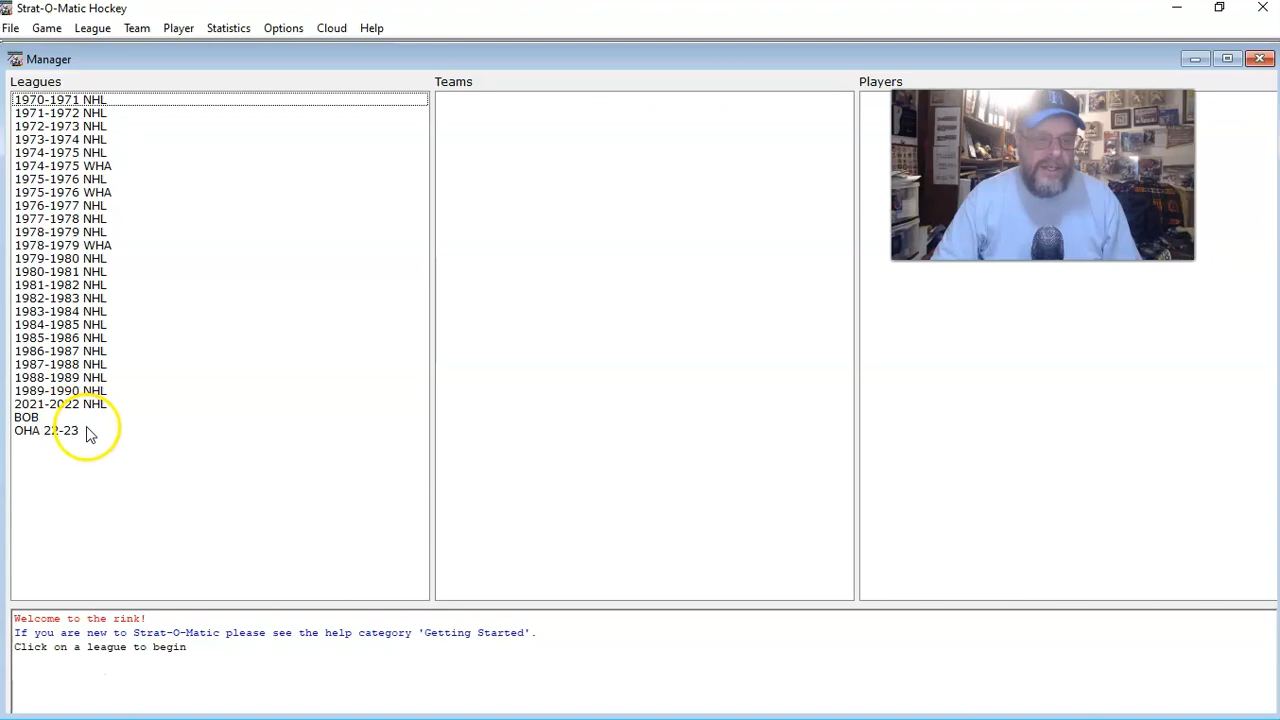 Strat-O-Matic Hockey
File Game League Team Player Statistics Options Cloud Help
Manager
Leagues Teams Players
1970-1971 NHL
1971-1972 NHL
1972-1973 NHL
1973-1974 NHL
1974-1975 NHL
1974-1975 WHA
1975-1976 NHL
1975-1976 WHA
1976-1977 NHL
1977-1978 NHL
1978-1979 NHL
1978-1979 WHA
1979-1980 NHL
1980-1981 NHL
1981-1982 NHL
1982-1983 NHL
1983-1984 NHL
1984-1985 NHL
1985-1986 NHL
1986-1987 NHL
1987-1988 NHL
1988-1989 NHL
1989-1990 NHL
2021-2022 NHL
BOB
OHA 22-23
Welcome to the rink!
If you are new to Strat-O-Matic please see the help category 'Getting Started'.
Click on a league to begin